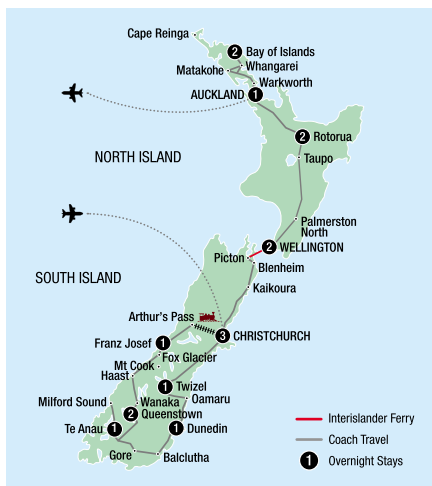 Cape Reinga
2
Bay of Islands
Whangarei
Matakohe
Warkworth
AUCKLAND
1
2
Rotorua
Taupo
NORTH ISLAND
Palmerston
North
2
WELLINGTON
Picton
Blenheim
SOUTH ISLAND
Kaikoura
Arthur's Pass
3
CHRISTCHURCH
Franz Josef
1
Fox Glacier
Mt Cook
Haast
1
Twizel
Oamaru
Milford Sound
Wanaka
2
Queenstown
Te Anau
1
1
Dunedin
Gore
Balclutha
Interislander Ferry
Coach Travel
1
Overnight Stays